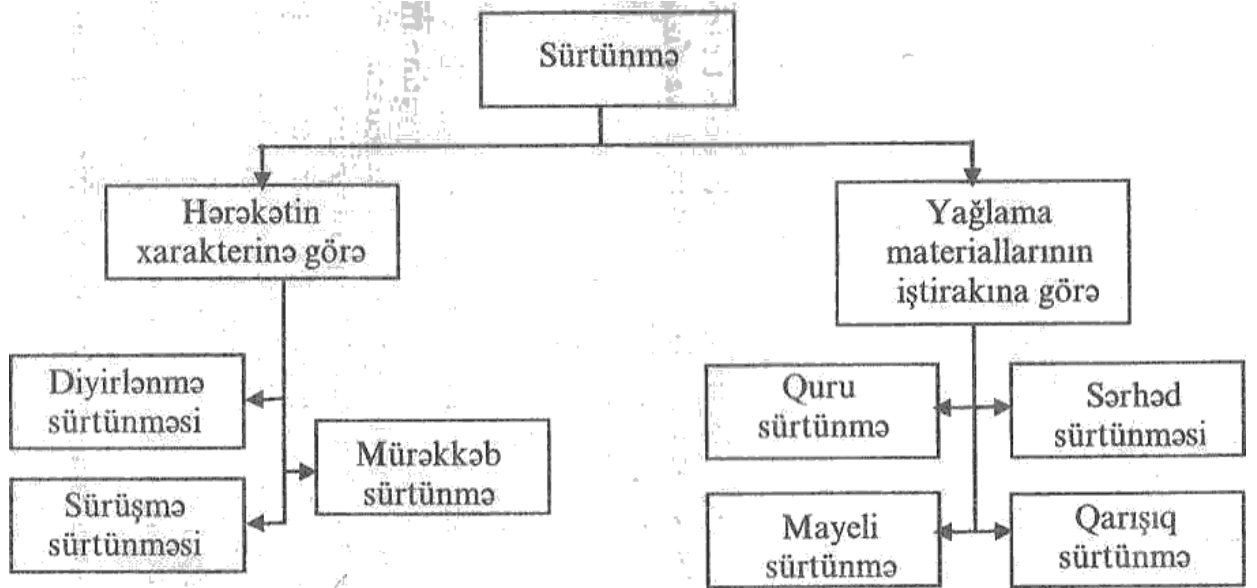 Sürtünmə
Hərəkətin
xarakterinə görə
Yağlama
materiallarının
iştirakına görə
Diyirlənmə
sürtünməsi
Mürəkkəb
sürtünmə
Sürüşmə
sürtünməsi
Quru
sürtünmə
Sərhəd
sürtünməsi
Mayeli
sürtünmə
Qarışıq
sürtünmə